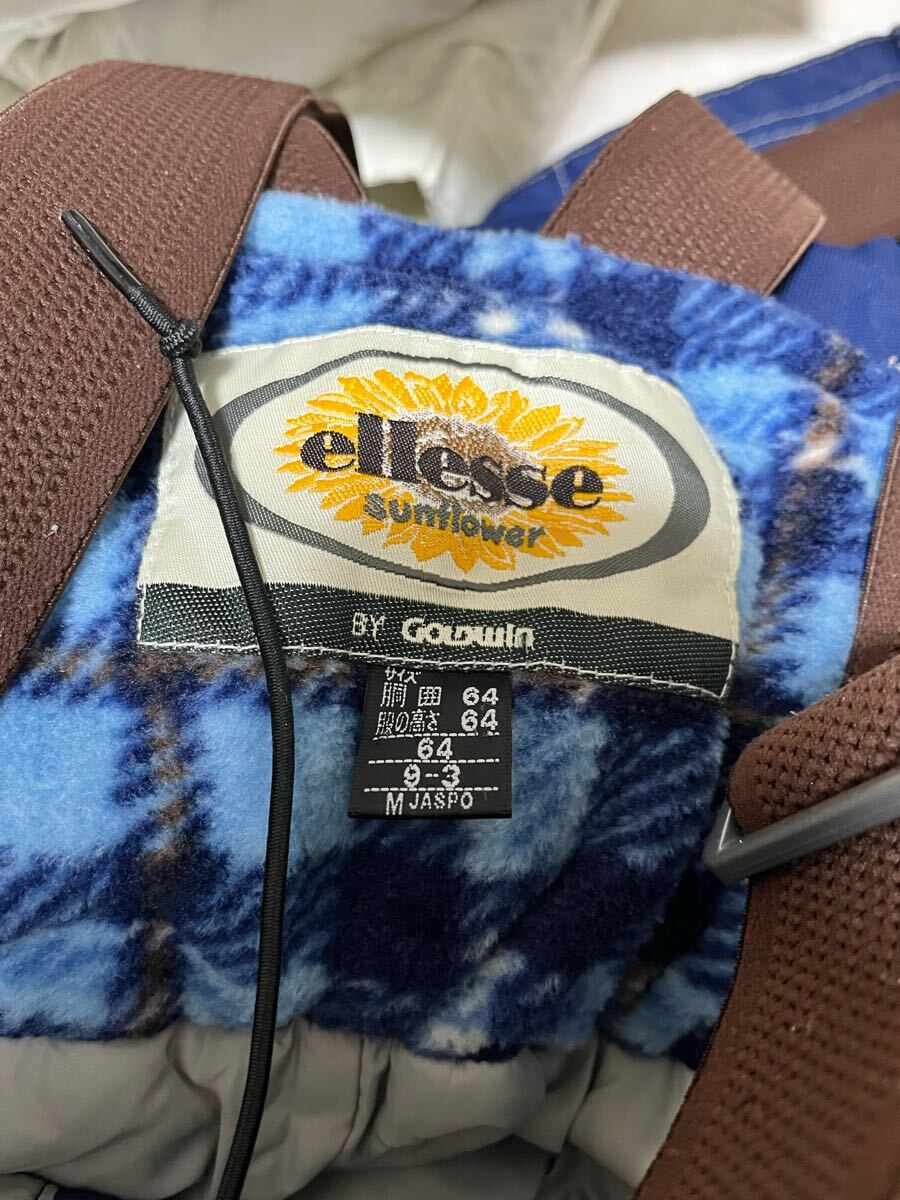 ellesse
sunflower
BY GOLDWIN
サイズ
胴囲 64
股の高さ 64
64
9-3
M JASPO